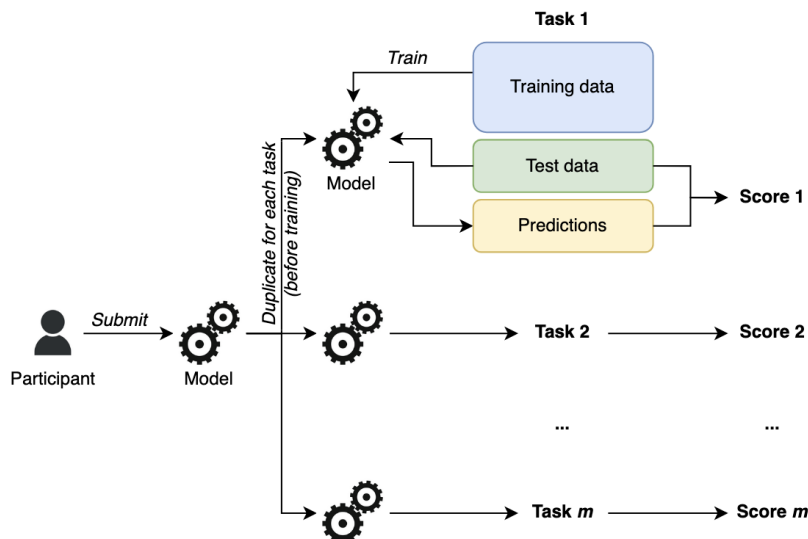 Task 1
Train
Training data
Model
Test data
Predictions
Score 1
Duplicate for each task
(before training)
Submit
Participant
Model
Task 2
Score 2
...
...
Task m
Score m